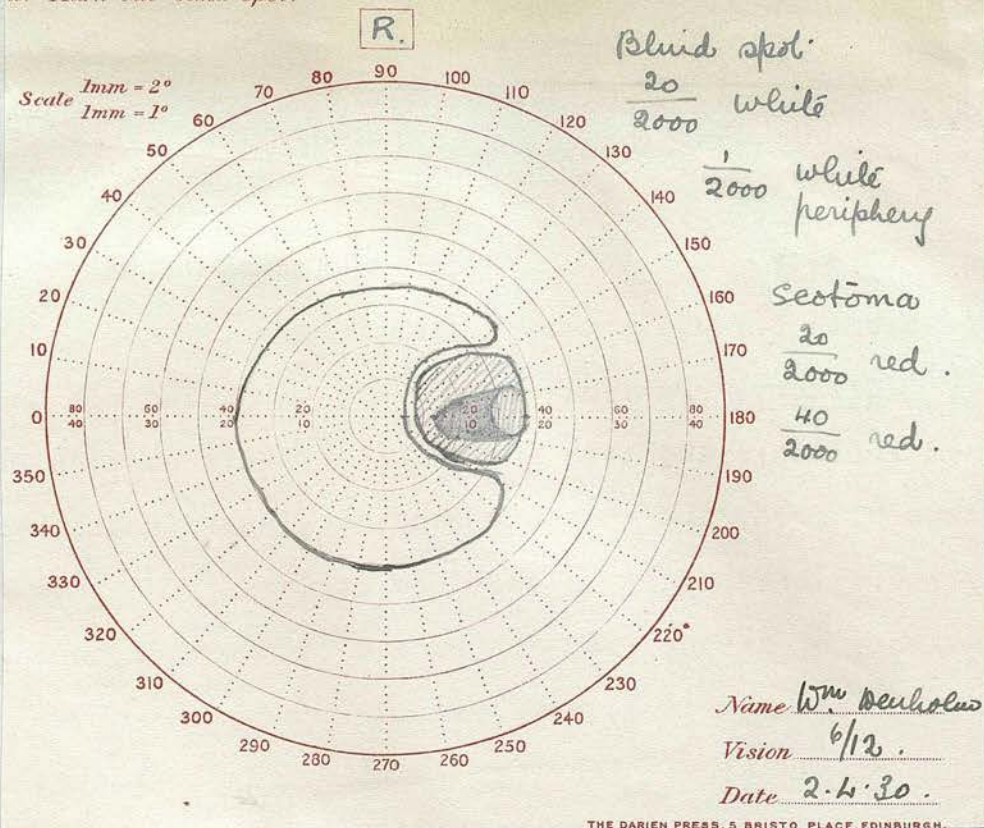 R.
Scale 1mm = 2°
1mm = 1°
Blind spot.
20
2000 white
1
2000 white
periphery
Scotoma
20
2000 red.
40
2000 red.
90
80 100
70 110
60 120
50 130
40 140
30 150
20 160
10 170
0 80 60 40 20 20 40 60 80 180
40 30 20 10 10 20 30 40
350 190
340 200
330 210
320 220°
310 230
300 240
290 250
280 270 260
Name Wm Denholm
Vision 6/12.
Date 2.4.30.
THE DARIEN PRESS, 5 BRISTO PLACE, EDINBURGH.